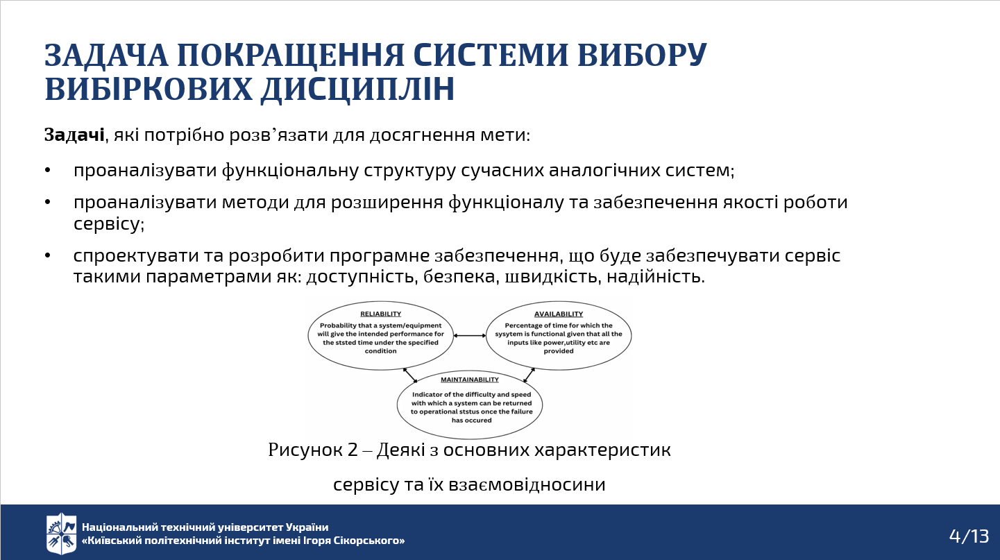 ЗАДАЧА ПОКРАЩЕННЯ СИСТЕМИ ВИБОРУ
ВИБІРКОВИХ ДИСЦИПЛІН
Задачі, які потрібно розв’язати для досягнення мети:
• проаналізувати функціональну структуру сучасних аналогічних систем;
• проаналізувати методи для розширення функціоналу та забезпечення якості роботи
сервісу;
• спроектувати та розробити програмне забезпечення, що буде забезпечувати сервіс
такими параметрами як: доступність, безпека, швидкість, надійність.
RELIABILITY
Probability that a system/equipment
will give the intended performance for
the ststed time under the specified
condition
AVAILABILITY
Percentage of time for which the
sysytem is functional given that all the
inputs like power,utility etc are
provided
MAINTAINABILITY
Indicator of the difficulty and speed
with which a system can be returned
to operational ststus once the failure
has occured
Рисунок 2 – Деякі з основних характеристик
сервісу та їх взаємовідносини
Національний технічний університет України
«Київський політехнічний інститут імені Ігоря Сікорського»
4/13